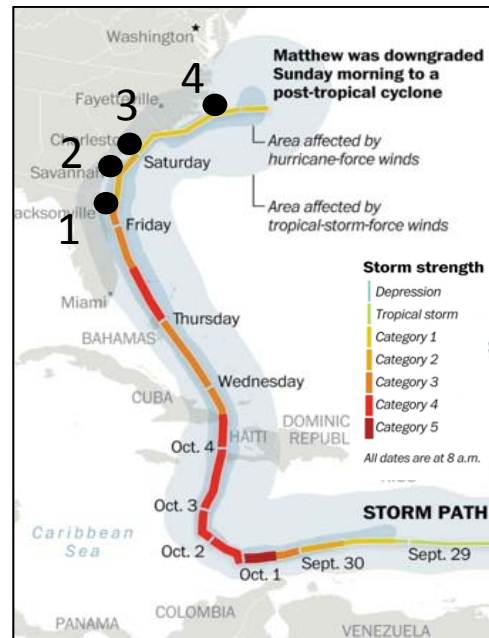 Washington
4
Matthew was downgraded
Sunday morning to a
post-tropical cyclone
Fayetteville
3
Charlesto
Area affected by
hurricane-force winds
2
Saturday
Savannal
Area affected by
tropical-storm-force winds
acksonville
1
Friday
Storm strength
Depression
Tropical storm
Category 1
Category 2
Category 3
Category 4
Category 5
All dates are at 8 a.m.
Miami
Thursday
BAHAMAS
Wednesday
CUBA
DOMINIC
REPUBL
HAITI
Oct. 4
Oct. 3
STORM PATH
Caribbean
Sea
Oct. 2
Oct. 1
Sept. 30
Sept. 29
COLOMBIA
PANAMA
VENEZUELA